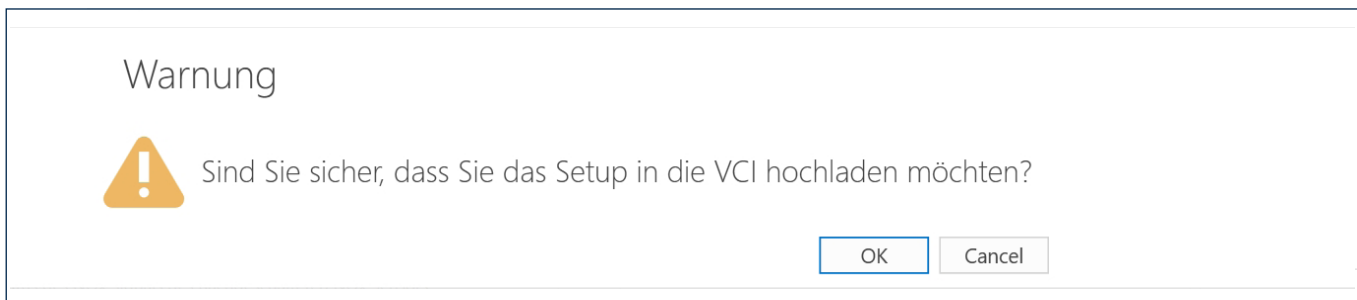 Warnung
Sind Sie sicher, dass Sie das Setup in die VCI hochladen möchten?
OK Cancel